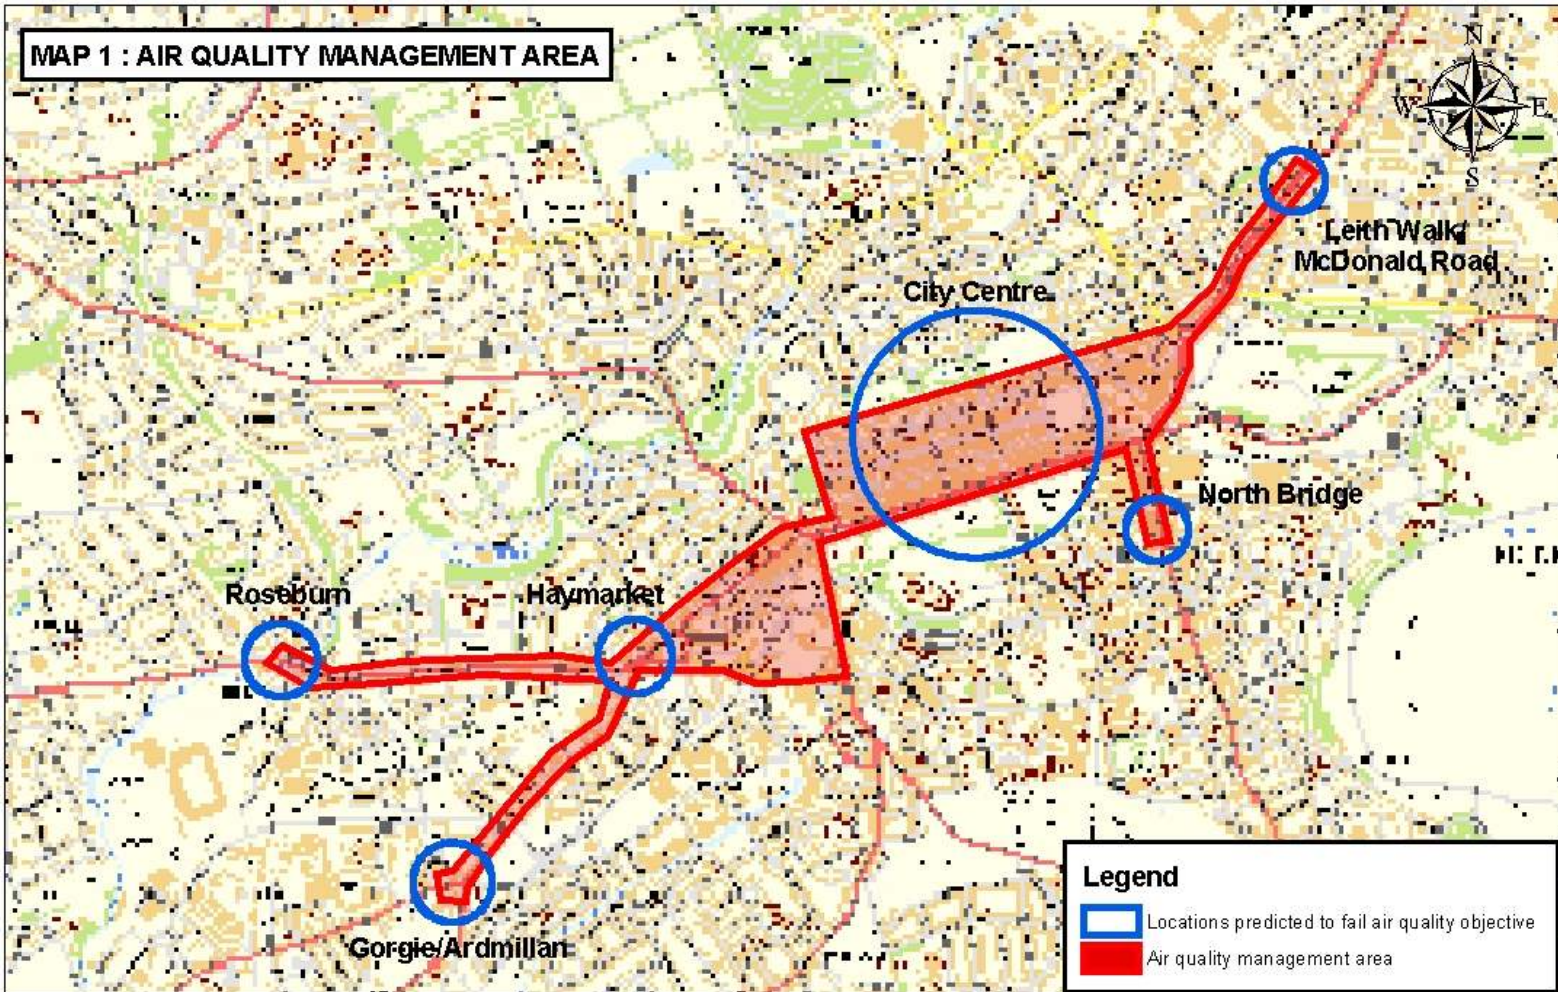 MAP 1 : AIR QUALITY MANAGEMENT AREA
N
W
E
S
Leith Walk/
McDonald Road
City Centre
North Bridge
Roseburn
Haymarket
Gorgie/Ardmillan
Legend
Locations predicted to fail air quality objective
Air quality management area